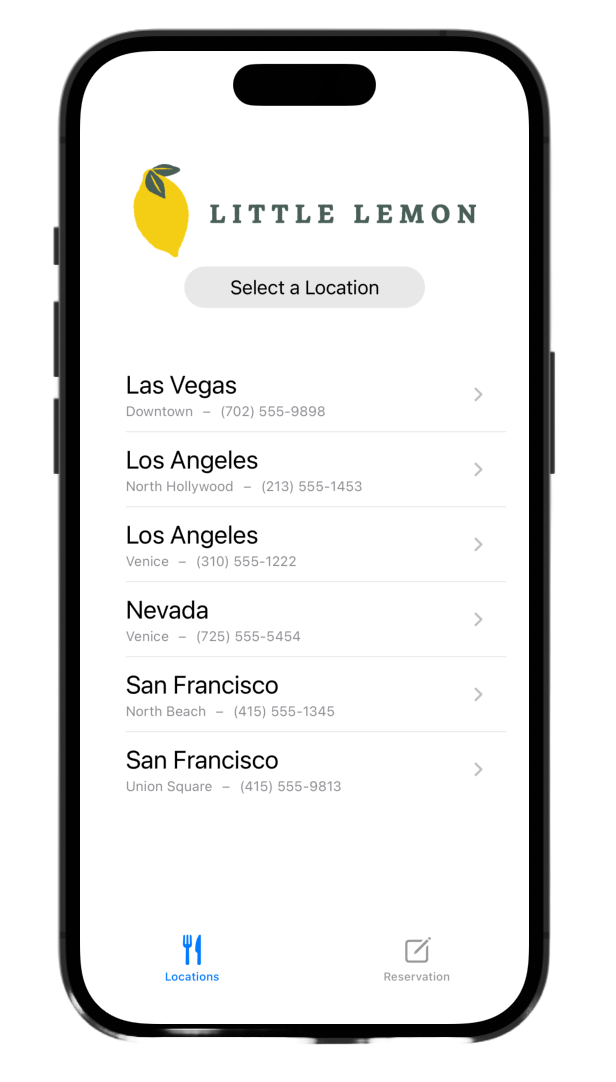 LITTLE LEMON
Select a Location
Las Vegas
Downtown – (702) 555-9898
Los Angeles
North Hollywood – (213) 555-1453
Los Angeles
Venice – (310) 555-1222
Nevada
Venice – (725) 555-5454
San Francisco
North Beach – (415) 555-1345
San Francisco
Union Square – (415) 555-9813
Locations Reservation